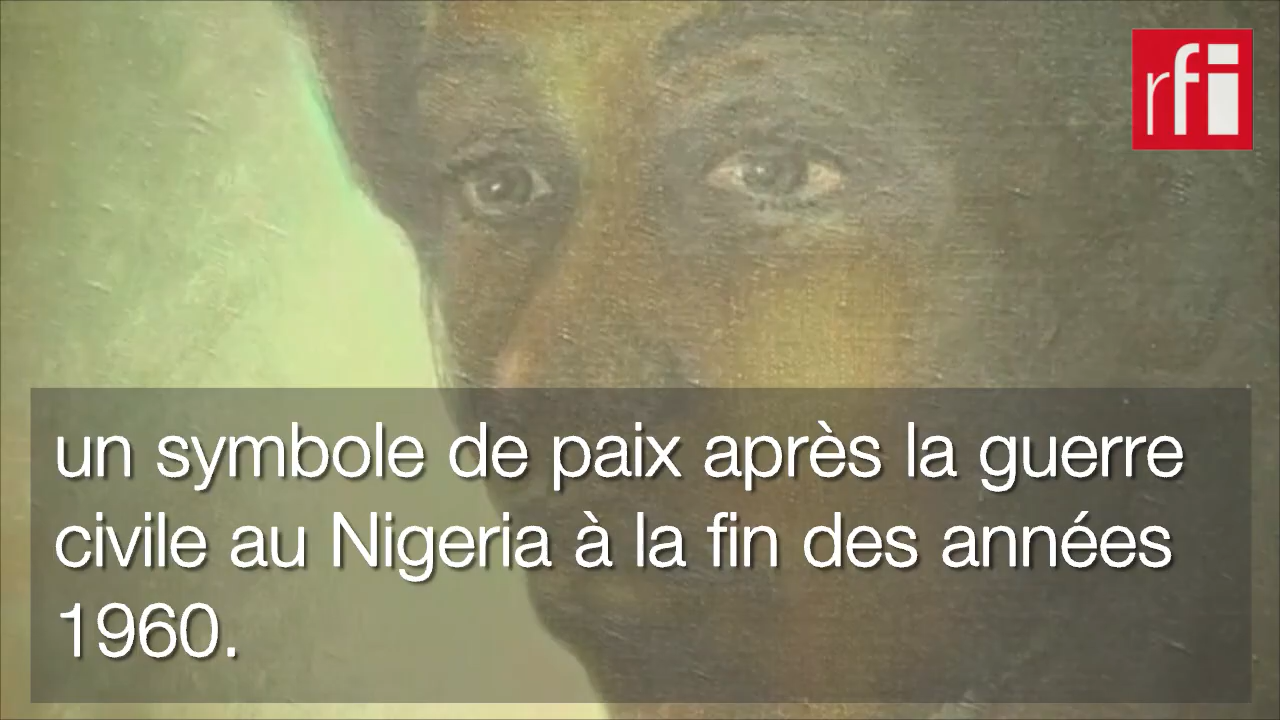 rfi
un symbole de paix après la guerre
civile au Nigeria à la fin des années
1960.